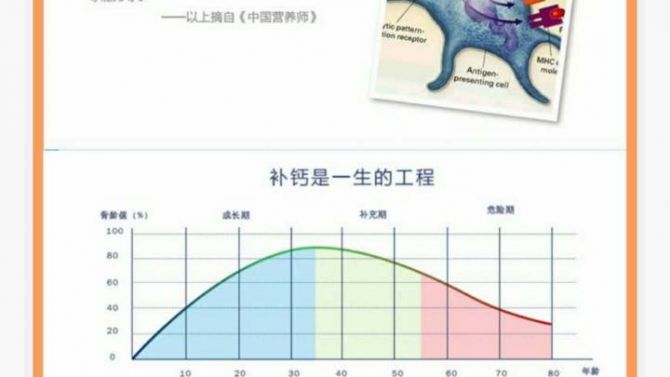 ——以上摘自《中国营养师》
ytic pattern-
tion receptor
Antigen-
presenting cell
MHC
mole
补钙是一生的工程
骨龄值（%） 成长期 补充期 危险期
100
80
60
40
20
0
10 20 30 40 50 60 70 80 年龄